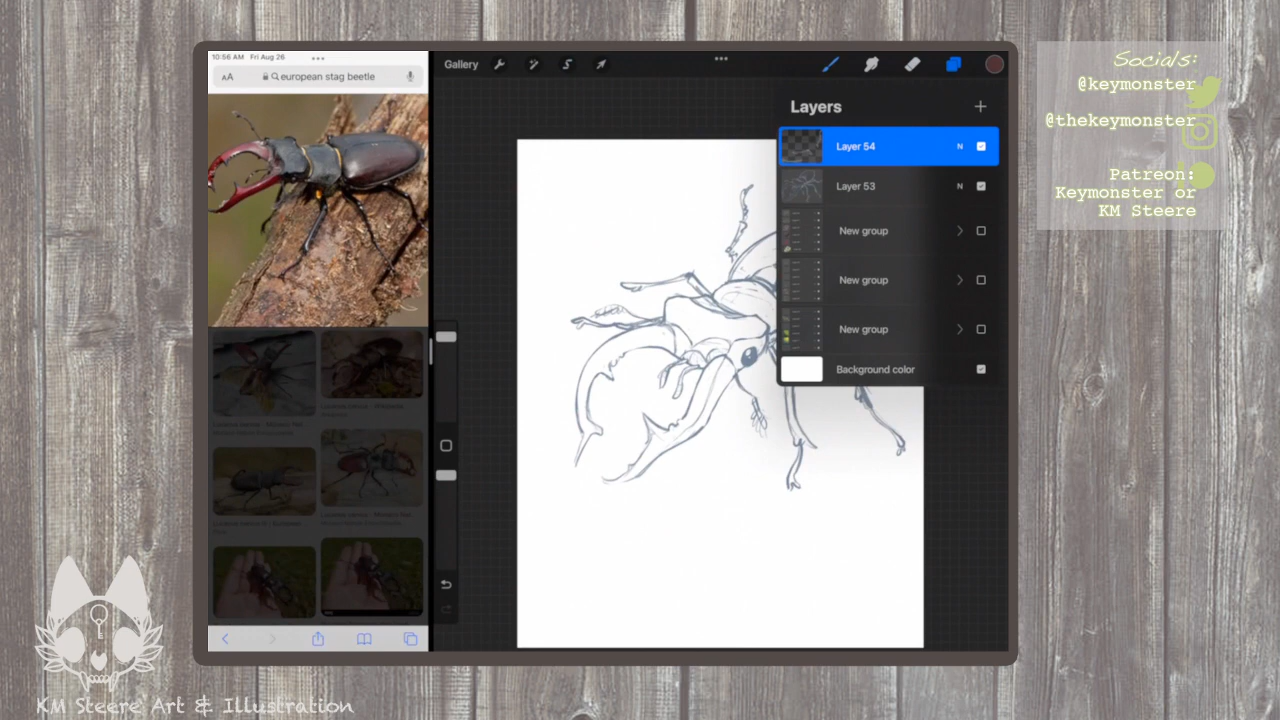 10:56 AM Fri Aug 26
AA
european stag beetle
Gallery
Layers
Layer 54
N
Layer 53
N
New group
New group
New group
Background color
Socials:
@keymonster
@thekeymonster
Patreon:
Keymonster or
KM Steere
KM Steere Art & Illustration